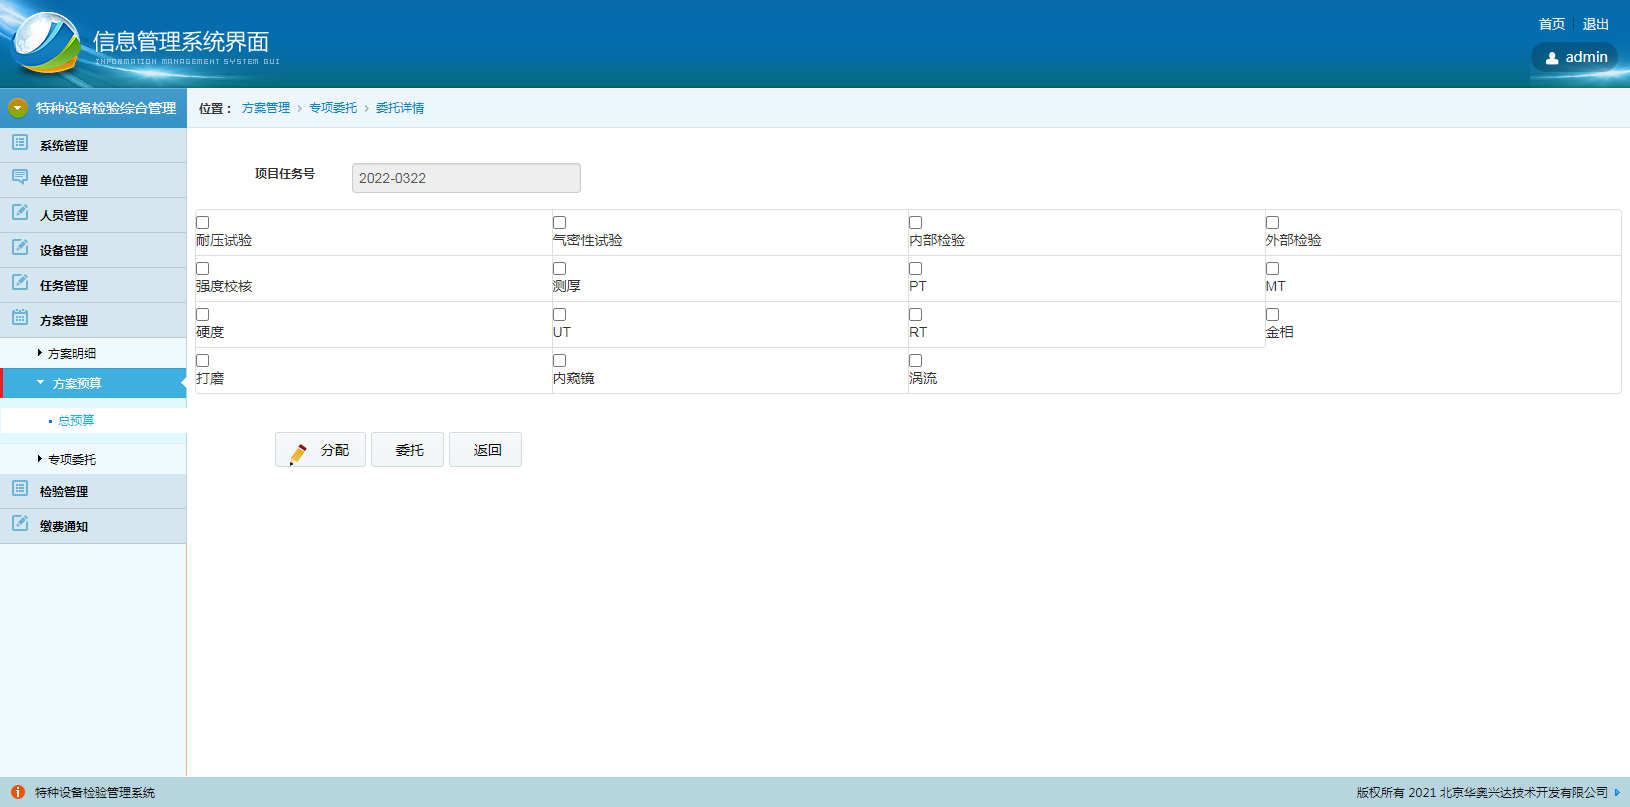 首页 退出
信息管理系统界面
INFORMATION MANAGEMENT SYSTEM GUI
admin
特种设备检验综合管理
位置： 方案管理 › 专项委托 › 委托详情
系统管理
单位管理
人员管理
设备管理
任务管理
方案管理
方案明细
方案预算
总预算
专项委托
检验管理
缴费通知
项目任务号 2022-0322
耐压试验 气密性试验 内部检验 外部检验
强度校核 测厚 PT MT
硬度 UT RT 金相
打磨 内窥镜 涡流
分配 委托 返回
特种设备检验管理系统
版权所有 2021 北京华奥兴达技术开发有限公司